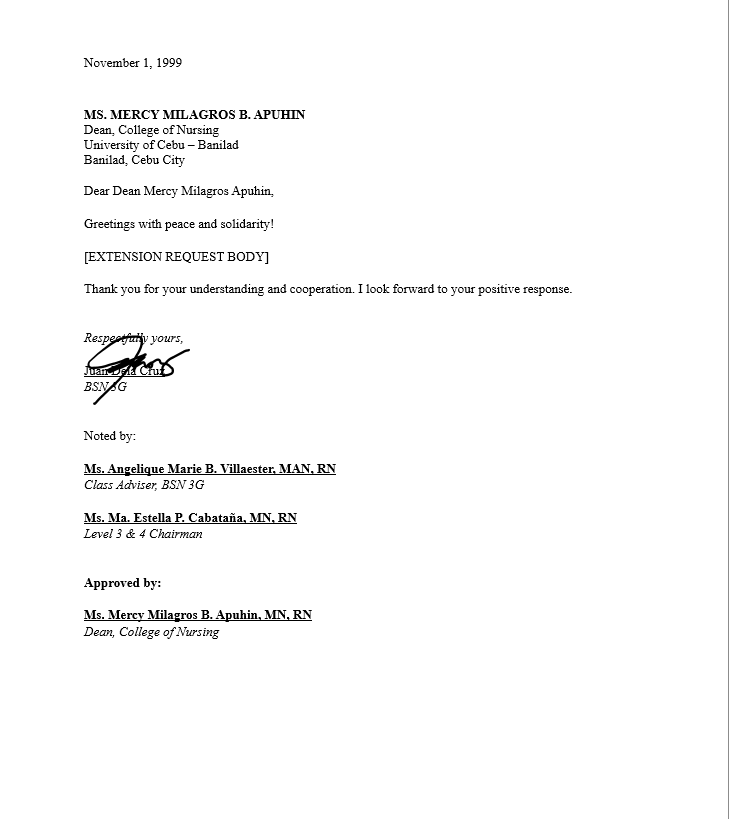 November 1, 1999
MS. MERCY MILAGROS B. APUHIN
Dean, College of Nursing
University of Cebu – Banilad
Banilad, Cebu City
Dear Dean Mercy Milagros Apuhin,
Greetings with peace and solidarity!
[EXTENSION REQUEST BODY]
Thank you for your understanding and cooperation. I look forward to your positive response.
Respectfully yours,
Juan Dela Cruz
BSN 3G
Noted by:
Ms. Angelique Marie B. Villaester, MAN, RN
Class Adviser, BSN 3G
Ms. Ma. Estella P. Cabataña, MN, RN
Level 3 & 4 Chairman
Approved by:
Ms. Mercy Milagros B. Apuhin, MN, RN
Dean, College of Nursing